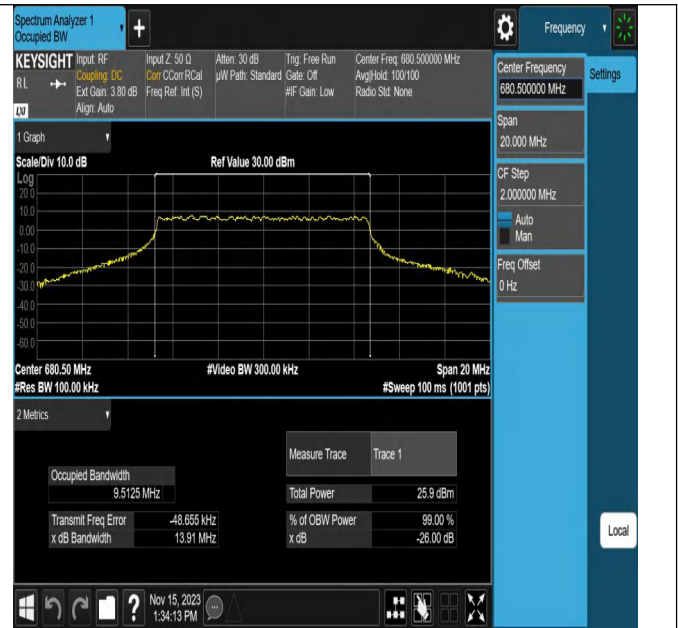 Spectrum Analyzer 1
Occupied BW
Frequency
KEYSIGHT
RL
LXI
Input: RF
Coupling: DC
Ext Gain: 3.80 dB
Align: Auto
Input Z: 50 Ω
Corr CCorr RCal
Freq Ref: Int (S)
Atten: 30 dB
µW Path: Standard
Trig: Free Run
Gate: Off
#IF Gain: Low
Center Freq: 680.500000 MHz
Avg|Hold: 100/100
Radio Std: None
Center Frequency
680.500000 MHz
Settings
Span
20.000 MHz
CF Step
2.000000 MHz
Auto
Man
Freq Offset
0 Hz
Local
1 Graph
Scale/Div 10.0 dB
Ref Value 30.00 dBm
Log
20.0
10.0
0.00
-10.0
-20.0
-30.0
-40.0
-50.0
-60.0
Center 680.50 MHz
#Video BW 300.00 kHz
Span 20 MHz
#Res BW 100.00 kHz
#Sweep 100 ms (1001 pts)
2 Metrics
Measure Trace
Trace 1
Occupied Bandwidth
9.5125 MHz
Total Power
25.9 dBm
Transmit Freq Error
-48.655 kHz
% of OBW Power
99.00 %
x dB Bandwidth
13.91 MHz
x dB
-26.00 dB
?
Nov 15, 2023
1:34:13 PM